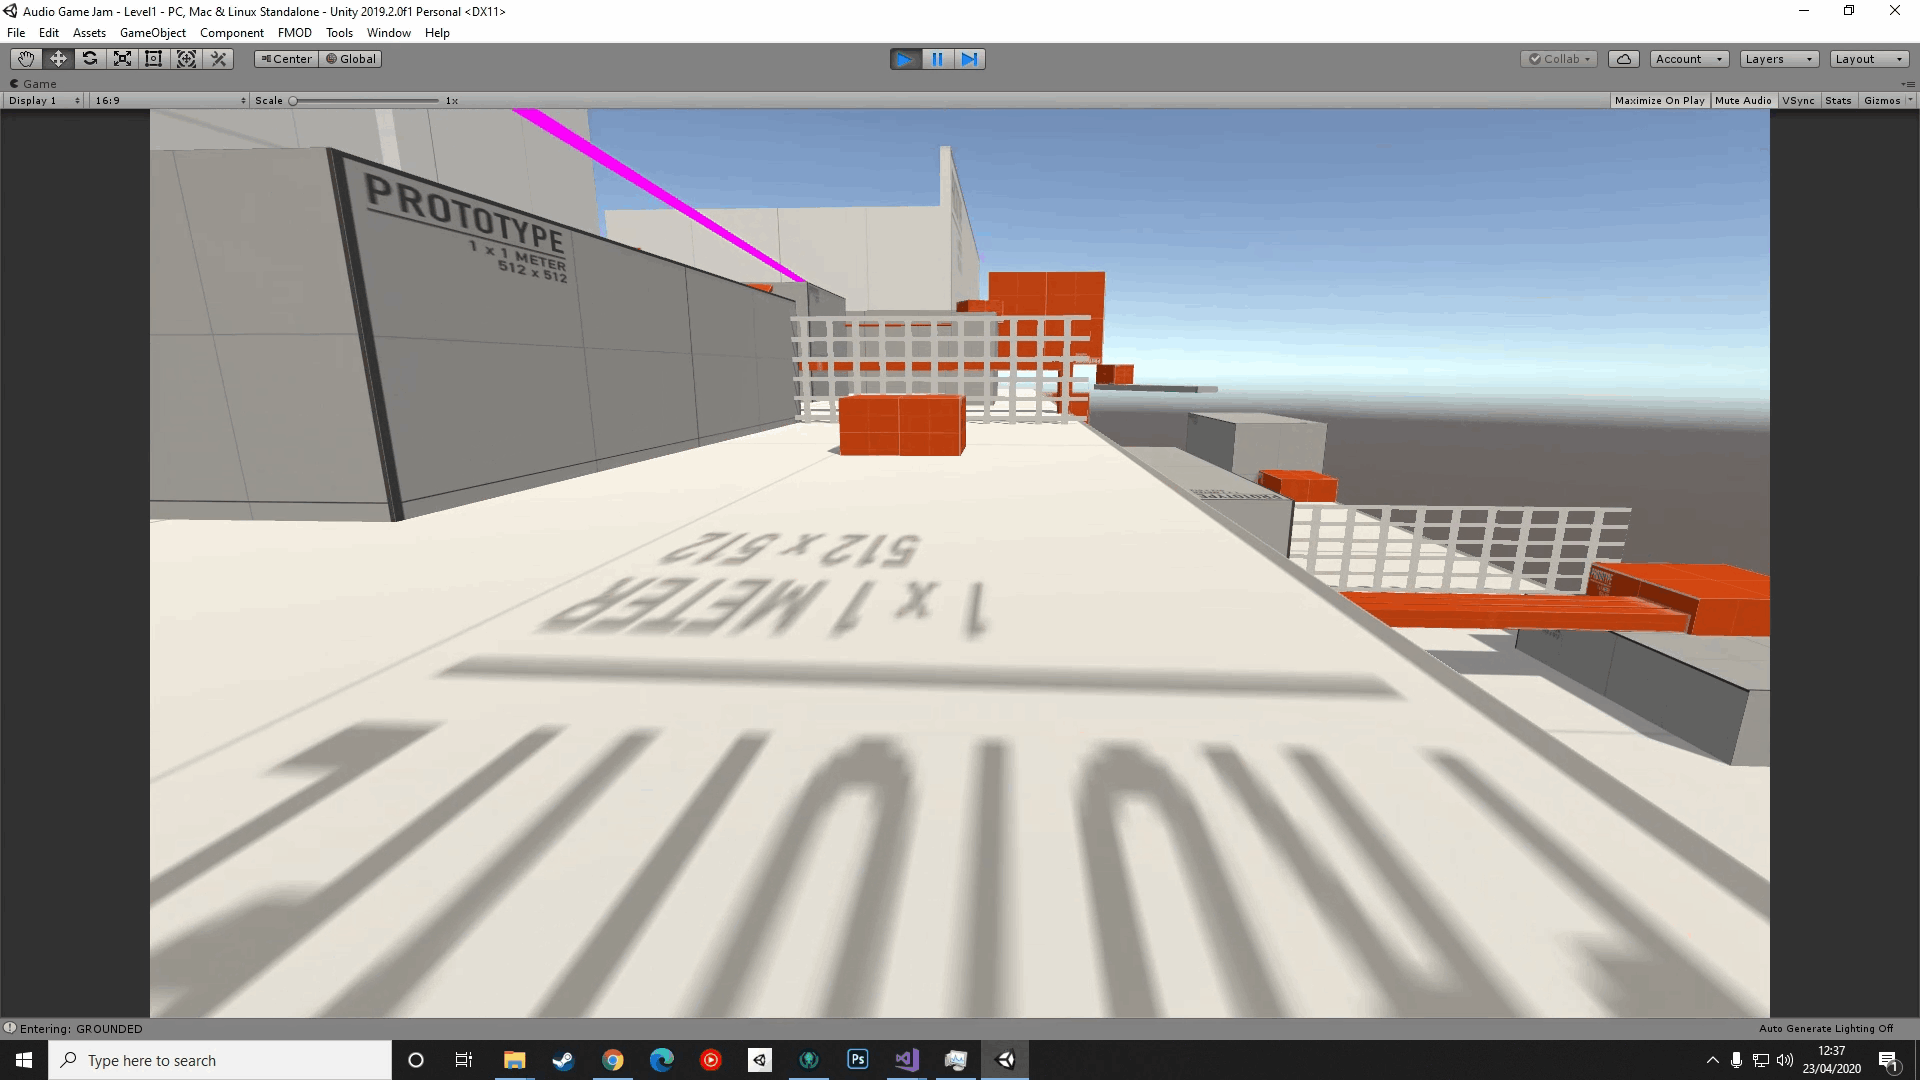 Audio Game Jam - Level1 - PC, Mac & Linux Standalone - Unity 2019.2.0f1 Personal <DX11>
File Edit Assets GameObject Component FMOD Tools Window Help
Center Global Collab Account Layers Layout
Game
Display 1 16:9 Scale 1x Maximize On Play Mute Audio VSync Stats Gizmos
PROTOTYPE
1 x 1 METER
512 x 512
512 x 512
1 x 1 METER
Entering: GROUNDED Auto Generate Lighting Off
Type here to search
Ps
12:37
23/04/2020
1